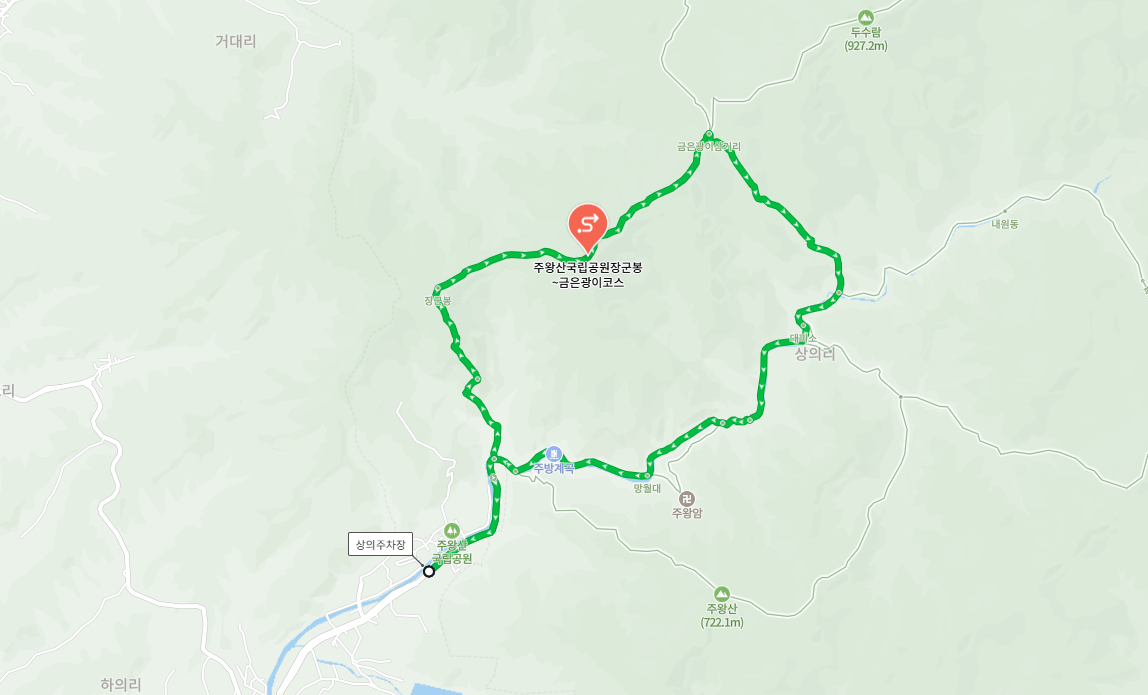 두수람
(927.2m)
거대리
금은광이삼거리
내원동
주왕산국립공원장군봉
~금은광이코스
장군봉
대피소
상의리
리
주방계곡
망월대
주왕암
상의주차장
주왕산
국립공원
주왕산
(722.1m)
하의리